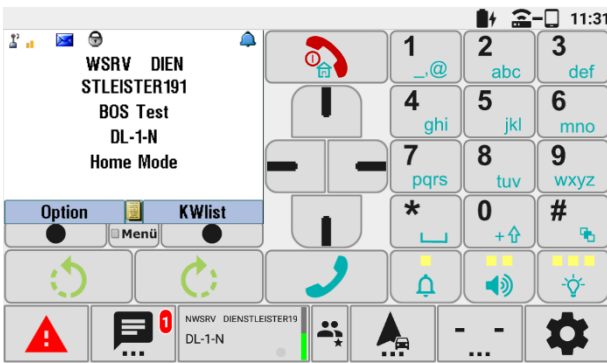 11:31
WSRV DIEN
STLEISTER191
BOS Test
DL-1-N
Home Mode
Option KWlist
Menü
1
_,@
2
abc
3
def
4
ghi
5
jkl
6
mno
7
pqrs
8
tuv
9
wxyz
*
0
+
#
1
NWSRV DIENSTLEISTER19
DL-1-N
- . . -